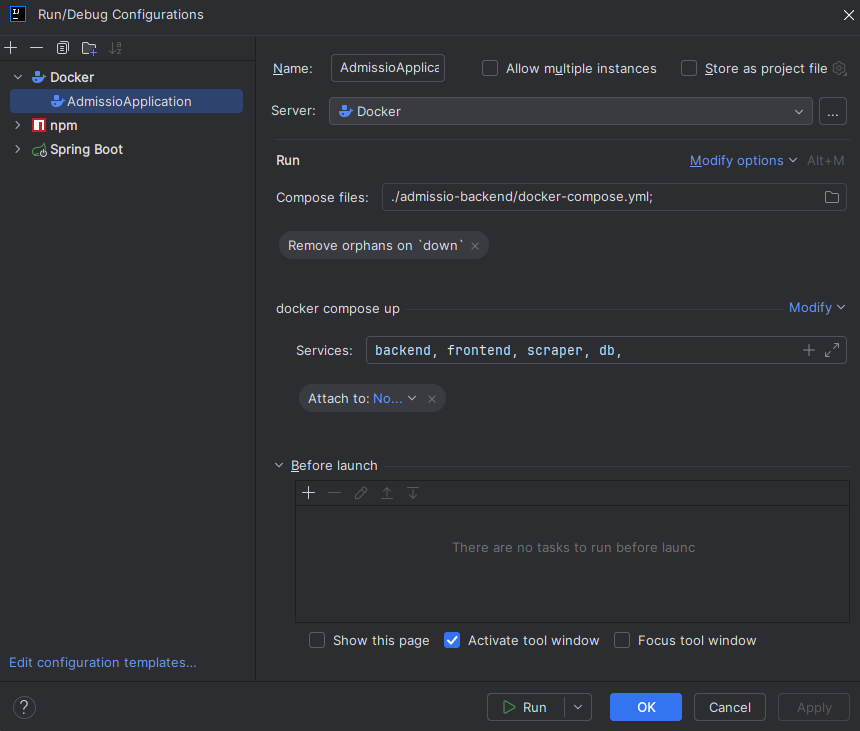 Run/Debug Configurations
Docker
AdmissioApplication
npm
Spring Boot
Edit configuration templates...
Name: AdmissioApplica Allow multiple instances Store as project file
Server: Docker ...
Run Modify options Alt+M
Compose files: ./admissio-backend/docker-compose.yml;
Remove orphans on `down`
docker compose up Modify
Services: backend, frontend, scraper, db,
Attach to: No...
Before launch
There are no tasks to run before launc
Show this page Activate tool window Focus tool window
? Run OK Cancel Apply